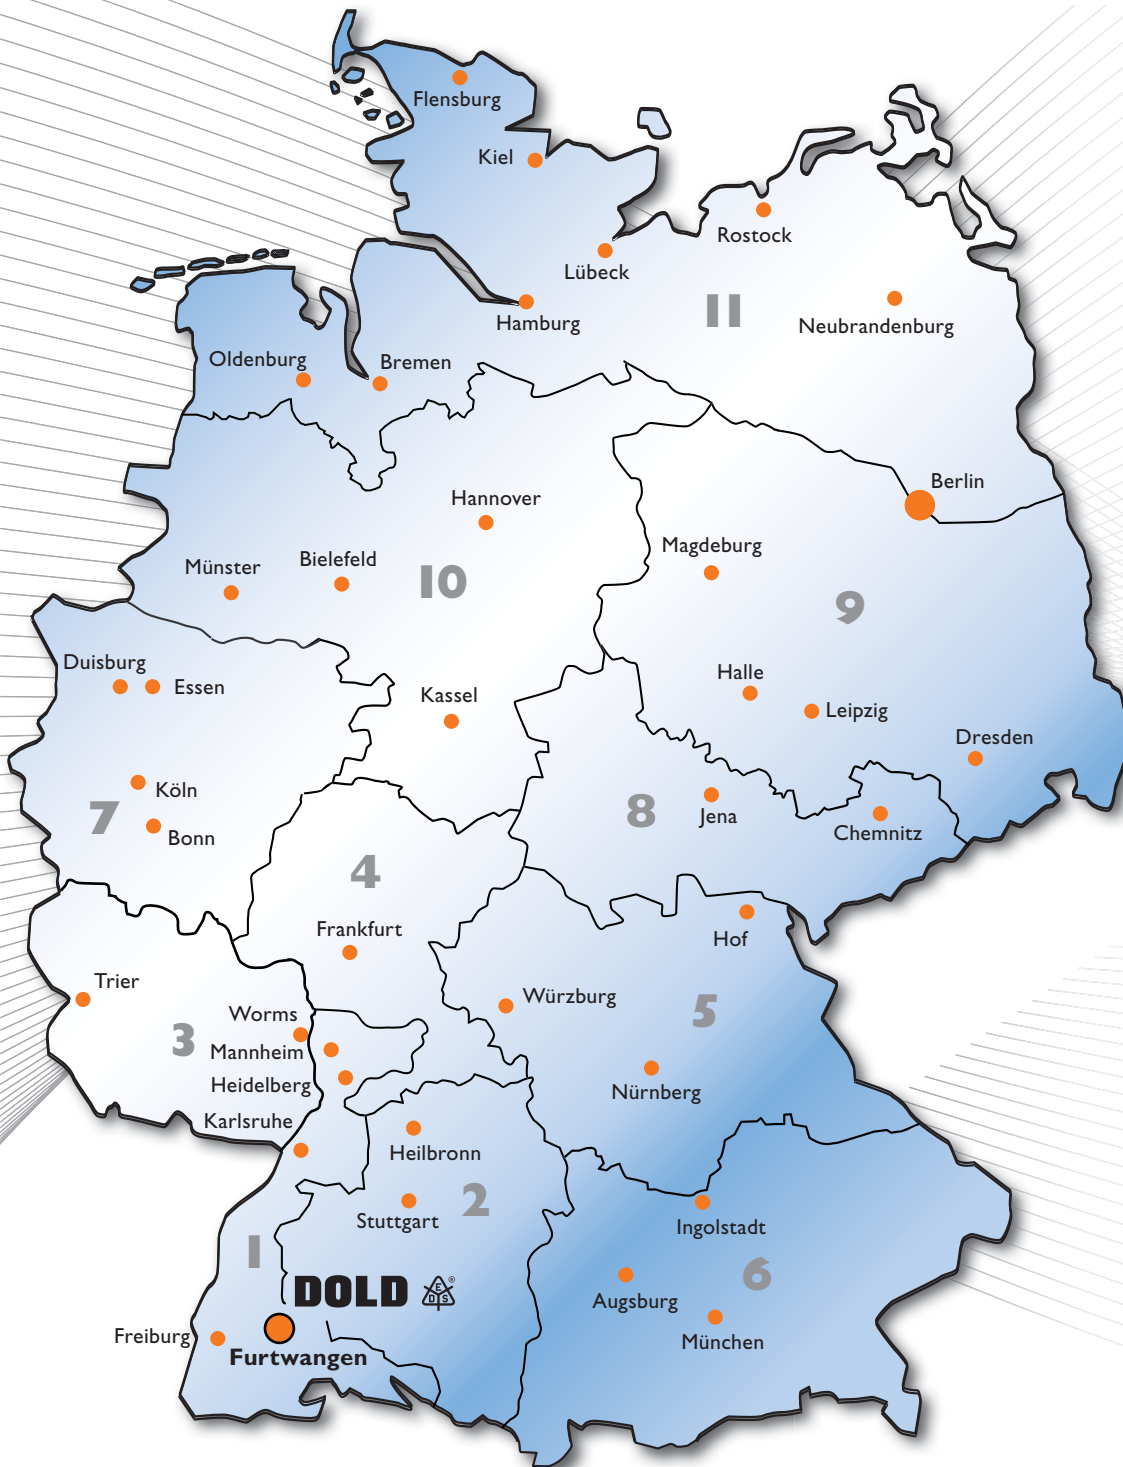 Flensburg
Kiel
Rostock
Lübeck
11
Hamburg
Neubrandenburg
Oldenburg
Bremen
Berlin
Hannover
Magdeburg
Bielefeld
Münster
10
9
Duisburg
Essen
Halle
Kassel
Leipzig
Dresden
Köln
7
8
Jena
Bonn
Chemnitz
4
Frankfurt
Hof
Trier
Würzburg
Worms
5
3
Mannheim
Heidelberg
Nürnberg
Karlsruhe
Heilbronn
2
Stuttgart
Ingolstadt
1
6
DOLD
E
D S
®
Augsburg
Freiburg
München
Furtwangen